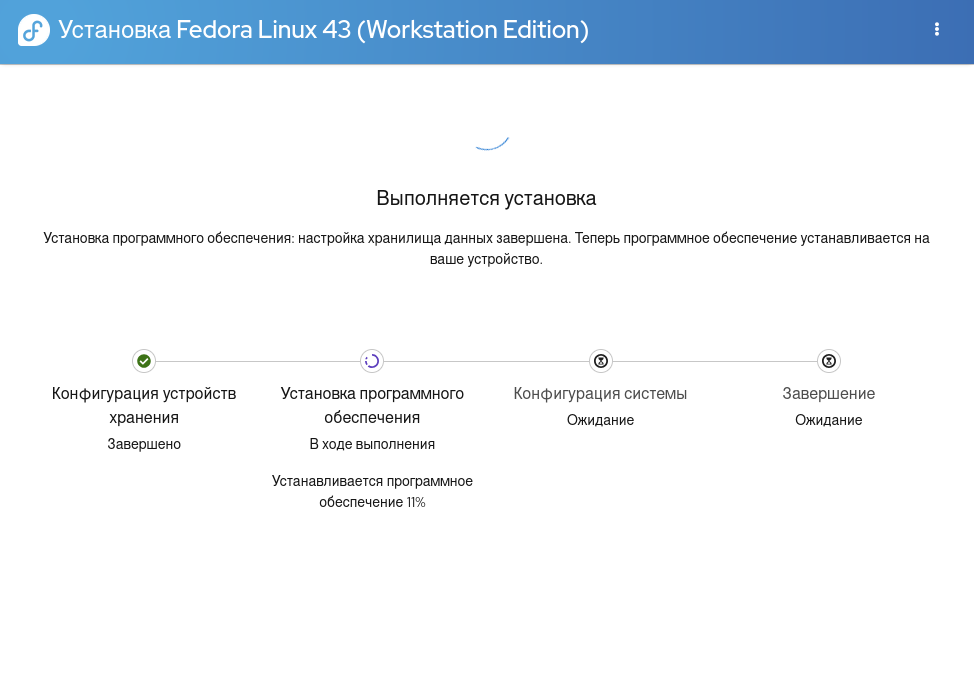 Установка Fedora Linux 43 (Workstation Edition)
Выполняется установка
Установка программного обеспечения: настройка хранилища данных завершена. Теперь программное обеспечение устанавливается на
ваше устройство.
Конфигурация устройств
хранения
Завершено
Установка программного
обеспечения
В ходе выполнения
Устанавливается программное
обеспечение 11%
Конфигурация системы
Ожидание
Завершение
Ожидание